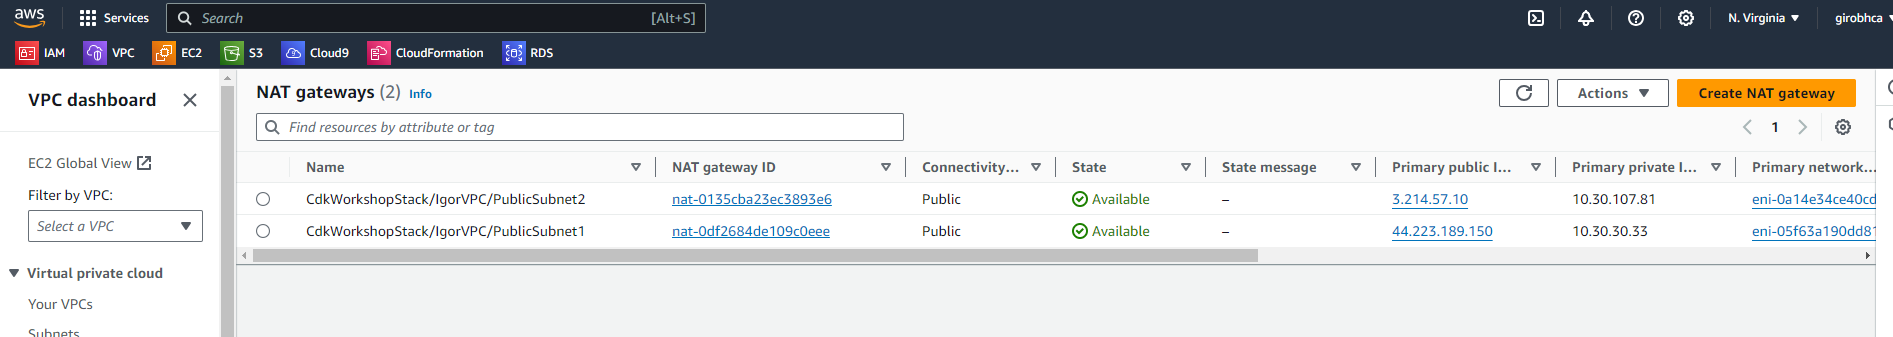 aws Services Search [Alt+S] N. Virginia girobhca
IAM VPC EC2 S3 Cloud9 CloudFormation RDS
VPC dashboard
EC2 Global View
Filter by VPC:
Select a VPC
Virtual private cloud
Your VPCs
Subnets
NAT gateways (2) Info
Actions Create NAT gateway
Find resources by attribute or tag
1
Name NAT gateway ID Connectivity... State State message Primary public I... Primary private I... Primary network...
CdkWorkshopStack/IgorVPC/PublicSubnet2 nat-0135cba23ec3893e6 Public Available – 3.214.57.10 10.30.107.81 eni-0a14e34ce40cd
CdkWorkshopStack/IgorVPC/PublicSubnet1 nat-0df2684de109c0eee Public Available – 44.223.189.150 10.30.30.33 eni-05f63a190dd81